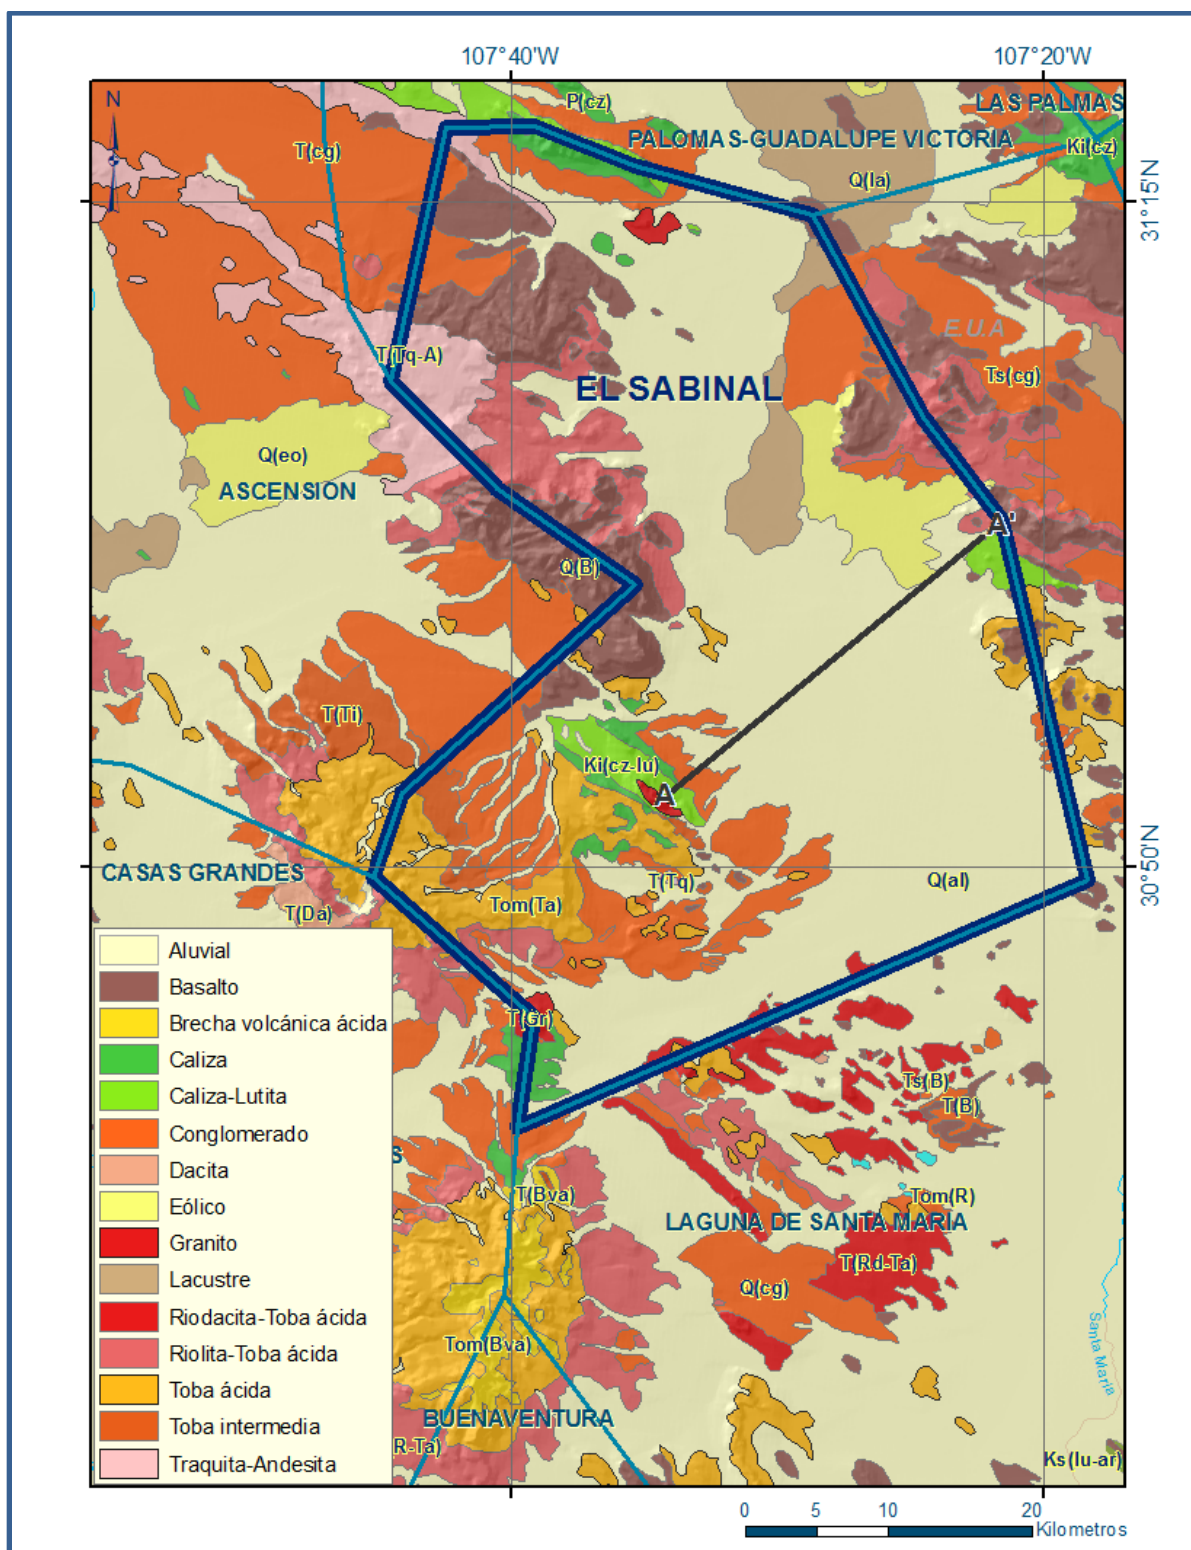 107°40'W
107°20'W
N
P(cz)
LAS PALMAS
PALOMAS-GUADALUPE VICTORIA
Ki(cz)
T(cg)
Q(la)
31°15'N
E.U.A
T(Tq-A)
Ts(cg)
EL SABINAL
Q(eo)
ASCENSION
A'
Q(B)
T(Ti)
Ki(cz-lu)
A
CASAS GRANDES
T(Tq)
Q(al)
30°50'N
Tom(Ta)
T(Da)
T(Gr)
Ts(B)
T(B)
S
T(Bva)
Tom(R)
LAGUNA DE SANTA MARIA
T(Rd-Ta)
Q(cg)
Tom(Bva)
Santa Maria
BUENAVENTURA
(R-Ta)
Ks(lu-ar)
Aluvial
Basalto
Brecha volcánica ácida
Caliza
Caliza-Lutita
Conglomerado
Dacita
Eólico
Granito
Lacustre
Riodacita-Toba ácida
Riolita-Toba ácida
Toba ácida
Toba intermedia
Traquita-Andesita
0 5 10 20
Kilometros